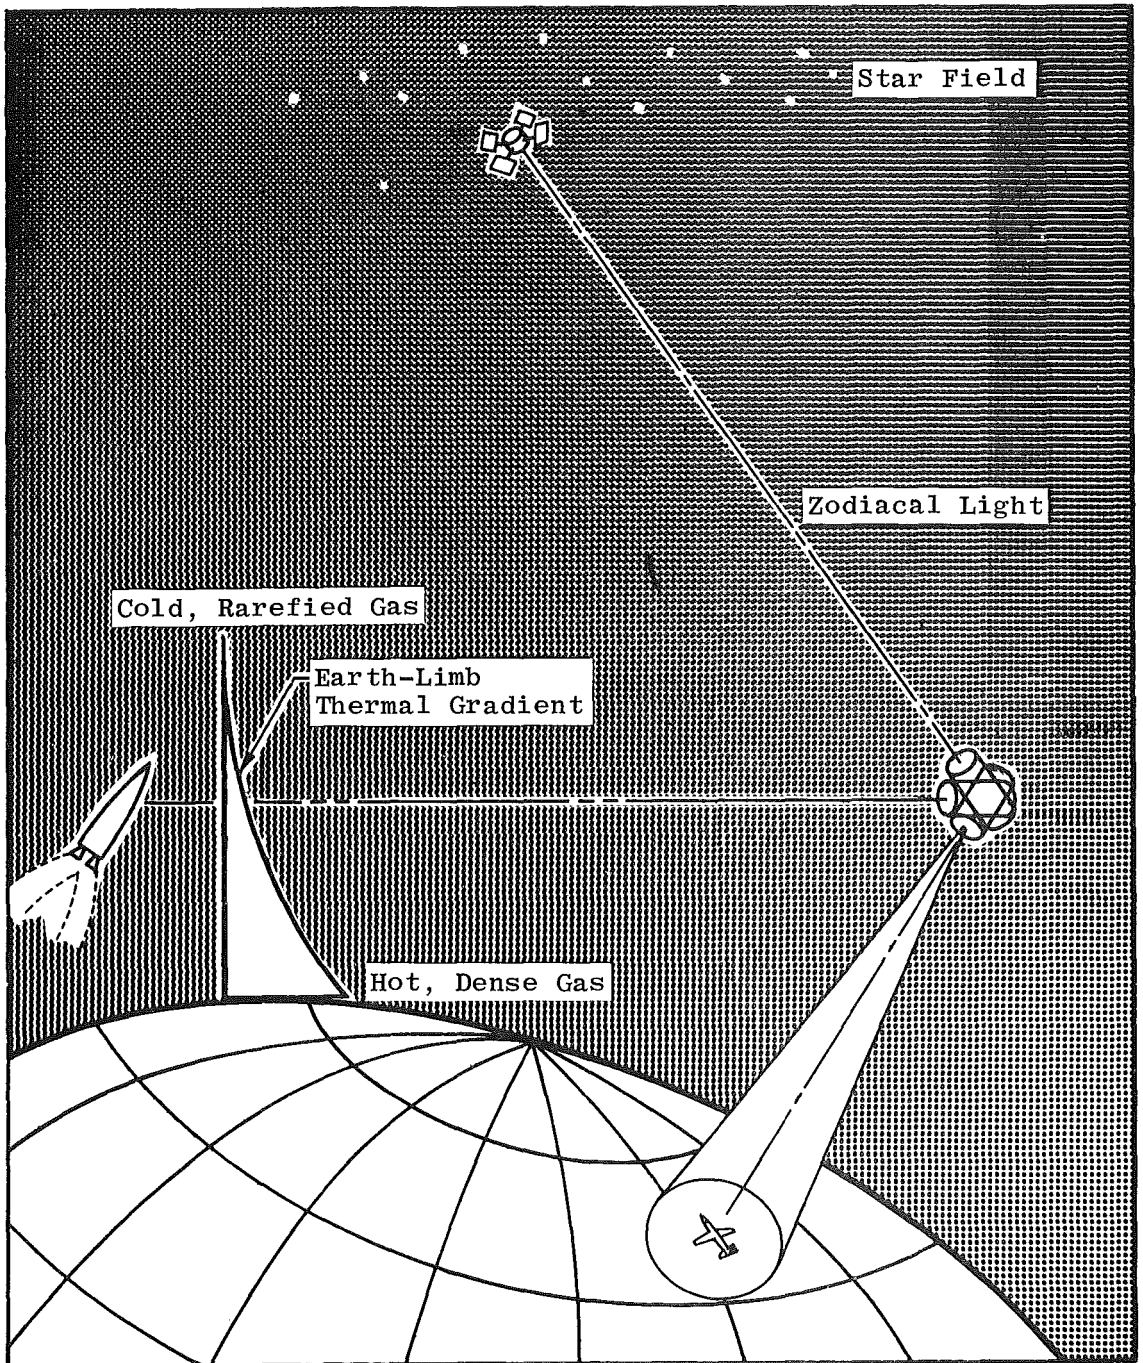 Star Field
Zodiacal Light
Cold, Rarefied Gas
Earth-Limb
Thermal Gradient
Hot, Dense Gas